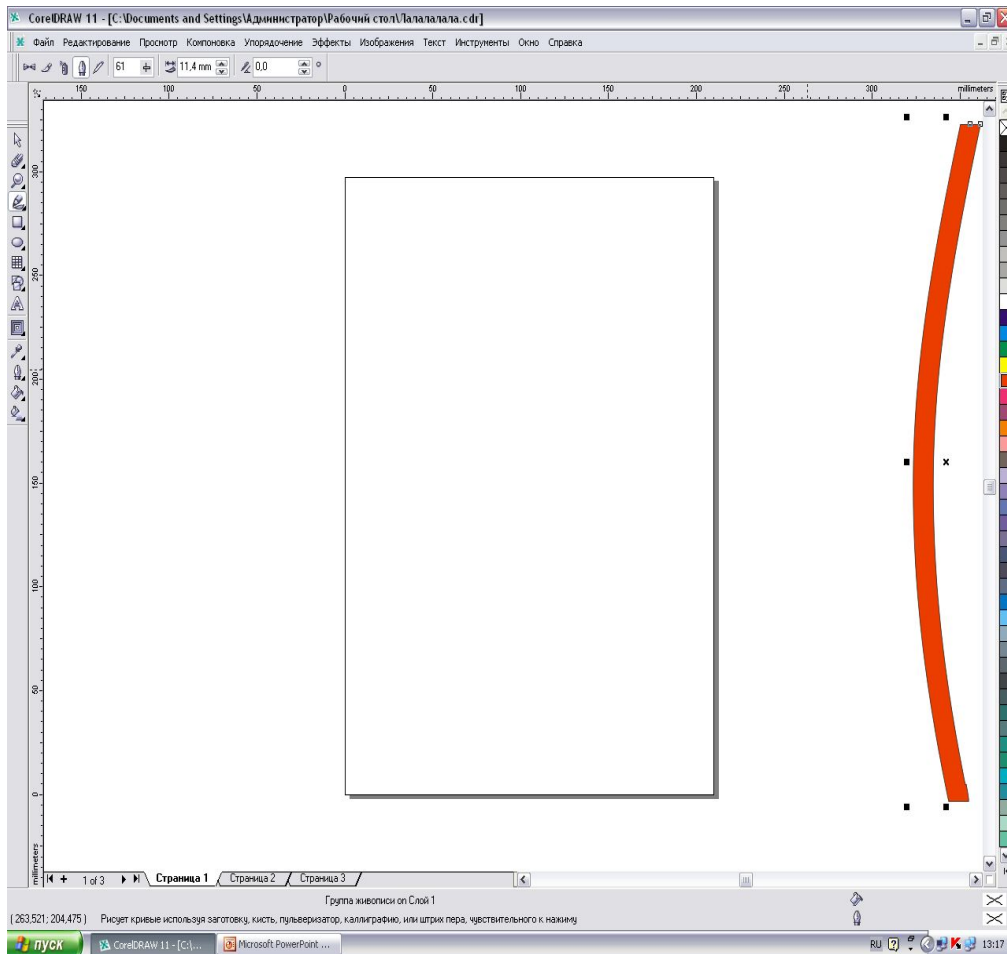 CorelDRAW 11 - [C:\Documents and Settings\Администратор\Рабочий стол\Лалалалала.cdr]
Файл Редактирование Просмотр Компоновка Упорядочение Эффекты Изображения Текст Инструменты Окно Справка
61 11,4 mm 0,0 °
150 100 50 0 50 100 150 200 250 300 millimeters
300
250
200
150
100
50
0
millimeters
1 of 3 Страница 1 Страница 2 Страница 3
Группа живописи on Слой 1
( 263,521; 204,475 ) Рисует кривые используя заготовку, кисть, пульверизатор, каллиграфию, или штрих пера, чувствительного к нажиму
пуск CorelDRAW 11 - [C:\... Microsoft PowerPoint ... RU 13:17